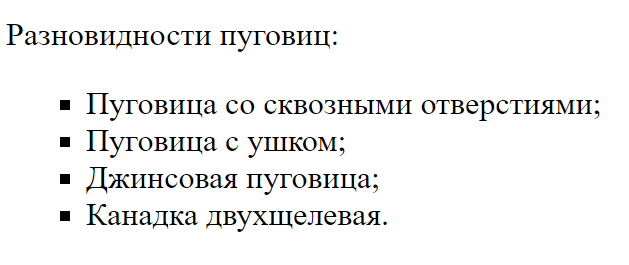 Разновидности пуговиц:
Пуговица со сквозными отверстиями;
Пуговица с ушком;
Джинсовая пуговица;
Канадка двухщелевая.